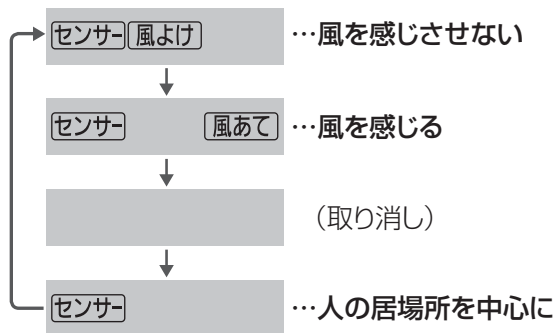 センサー 風よけ …風を感じさせない
センサー 風あて …風を感じる
（取り消し）
センサー …人の居場所を中心に